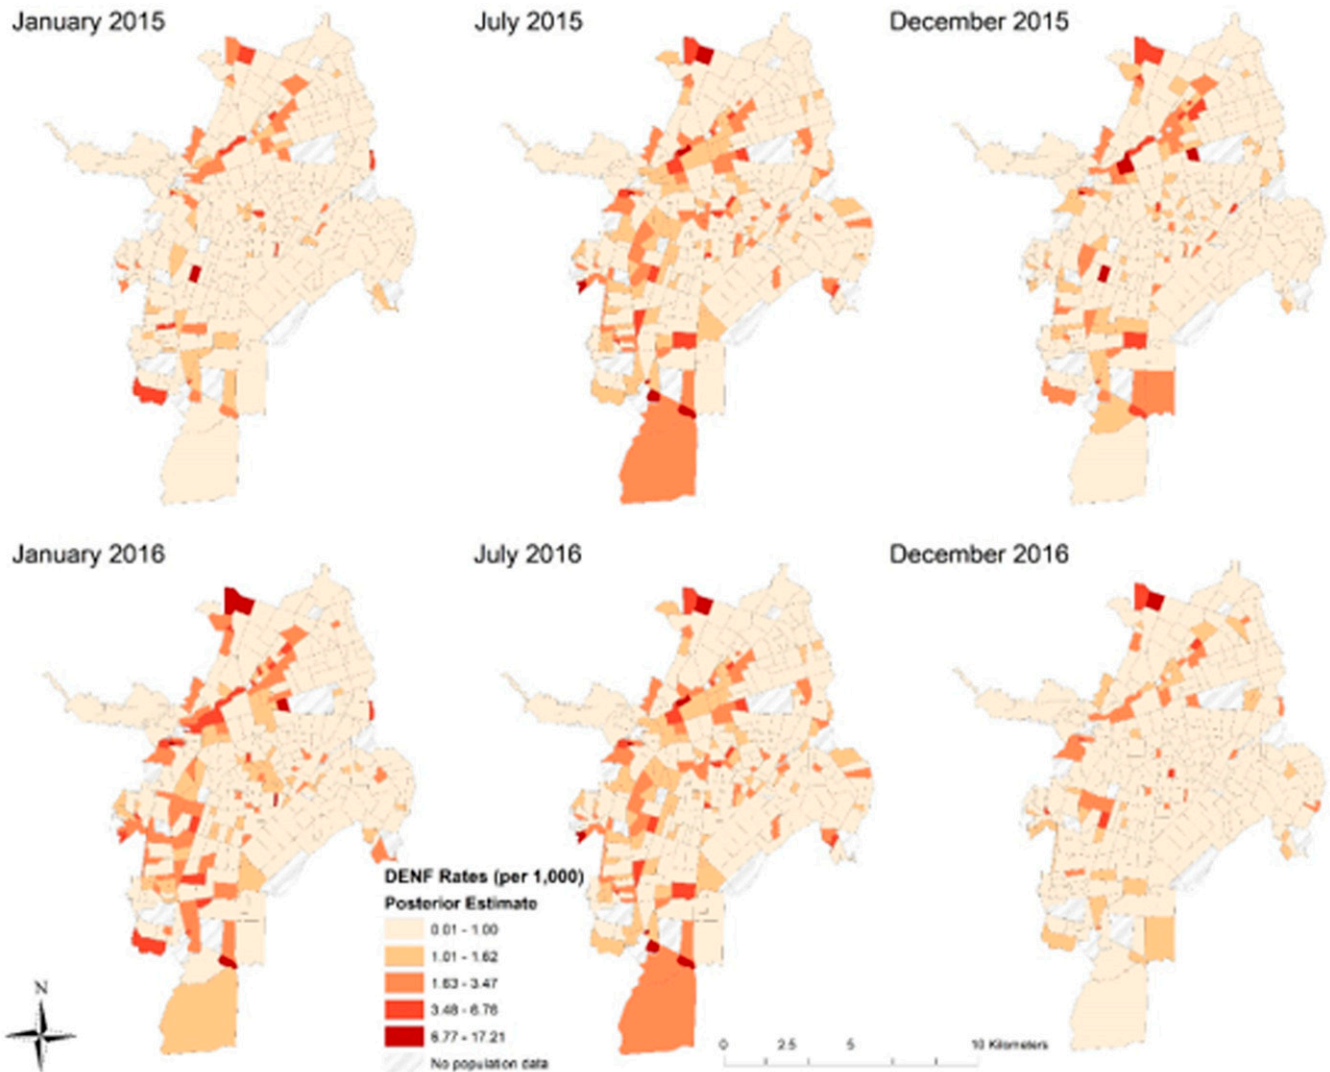 January 2015
July 2015
December 2015
January 2016
July 2016
December 2016
DENF Rates (per 1,000)
Posterior Estimate
0.01 - 1.00
1.01 - 1.62
1.63 - 3.47
3.48 - 6.76
6.77 - 17.21
No population data
N
0 2.5 5 10 Kilometers